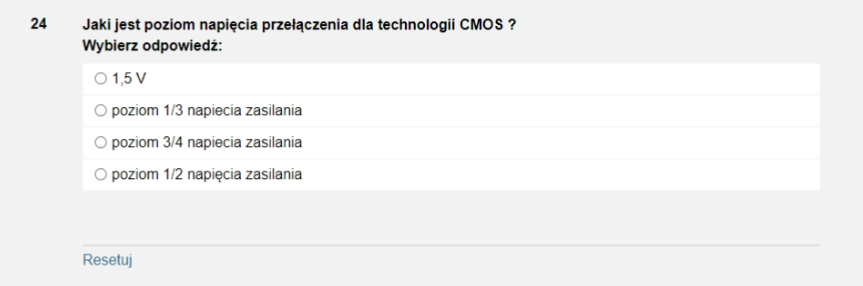 24 Jaki jest poziom napięcia przełączenia dla technologii CMOS ?
Wybierz odpowiedź:
1,5 V
poziom 1/3 napiecia zasilania
poziom 3/4 napiecia zasilania
poziom 1/2 napięcia zasilania
Resetuj